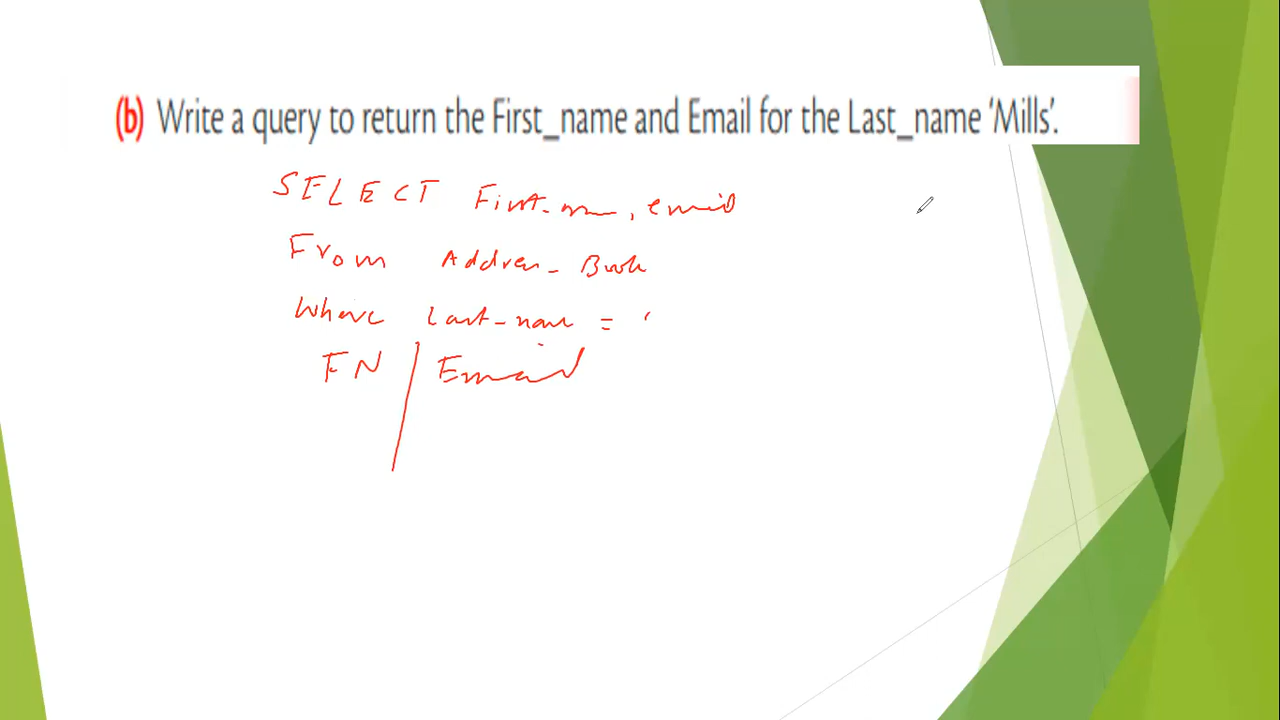 (b) Write a query to return the First_name and Email for the Last_name ‘Mills’.
SELECT First_name, email
From Address_Book
Where Last_name = '
FN | Email